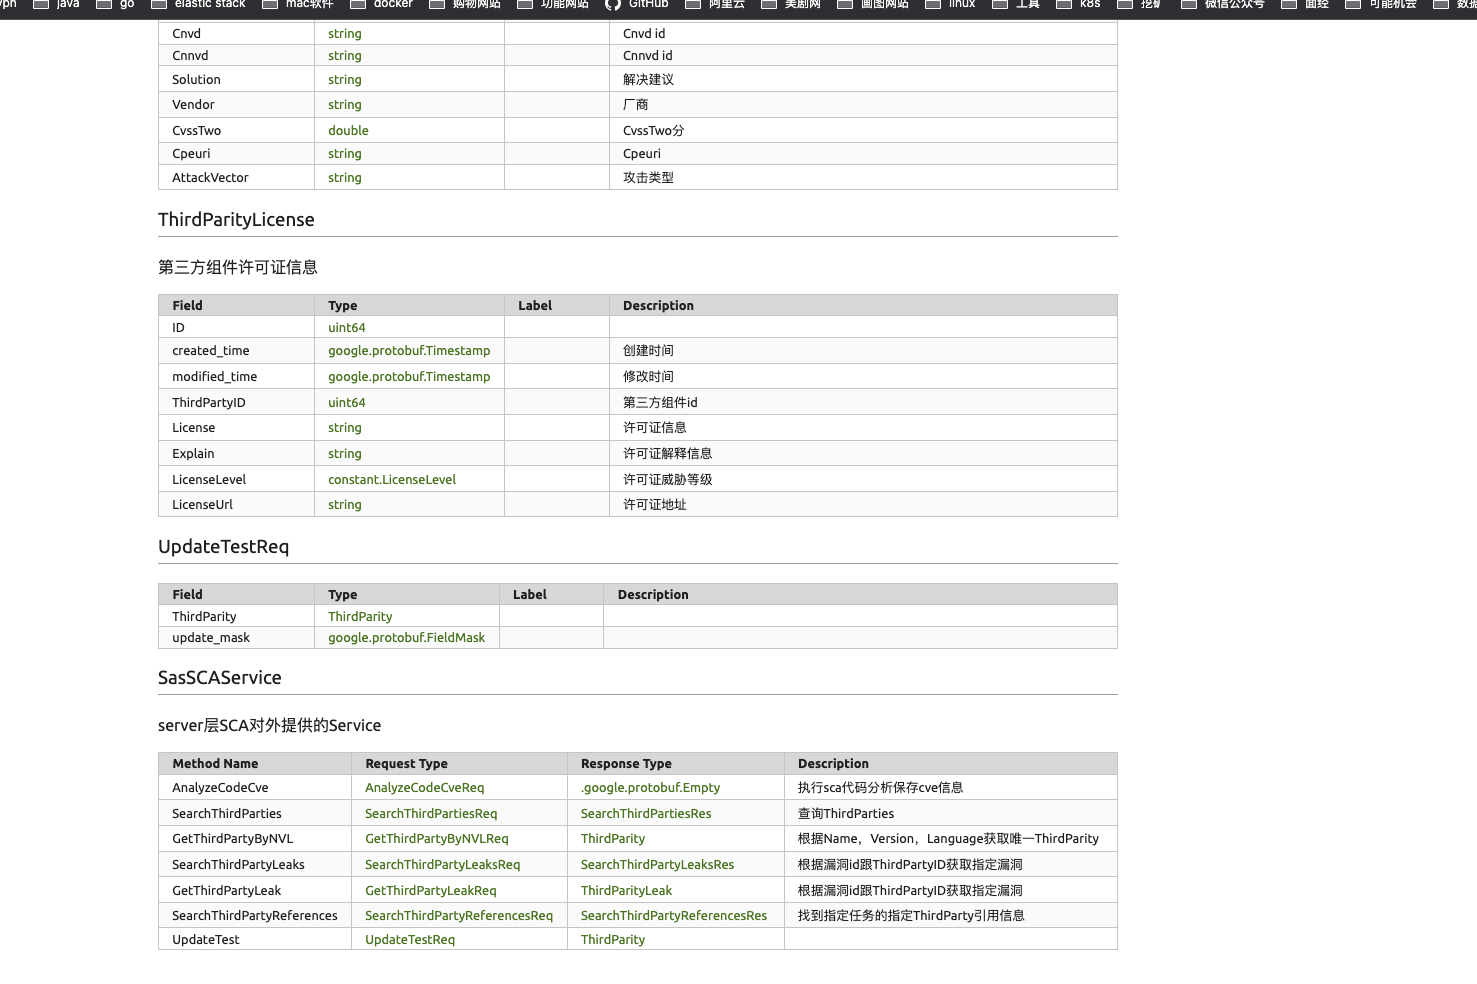 java go elastic stack mac软件 docker 购物网站 功能网站 GitHub 阿里云 美剧网 画图网站 linux 工具 k8s 挖矿 微信公众号 面经 可能机会
Cnvd string Cnvd id
Cnnvd string Cnnvd id
Solution string 解决建议
Vendor string 厂商
CvssTwo double CvssTwo分
Cpeuri string Cpeuri
AttackVector string 攻击类型
ThirdParityLicense
第三方组件许可证信息
Field Type Label Description
ID uint64
created_time google.protobuf.Timestamp 创建时间
modified_time google.protobuf.Timestamp 修改时间
ThirdPartyID uint64 第三方组件id
License string 许可证信息
Explain string 许可证解释信息
LicenseLevel constant.LicenseLevel 许可证威胁等级
LicenseUrl string 许可证地址
UpdateTestReq
Field Type Label Description
ThirdParity ThirdParity
update_mask google.protobuf.FieldMask
SasSCAService
server层SCA对外提供的Service
Method Name Request Type Response Type Description
AnalyzeCodeCve AnalyzeCodeCveReq .google.protobuf.Empty 执行sca代码分析保存cve信息
SearchThirdParties SearchThirdPartiesReq SearchThirdPartiesRes 查询ThirdParties
GetThirdPartyByNVL GetThirdPartyByNVLReq ThirdParity 根据Name，Version，Language获取唯一ThirdParity
SearchThirdPartyLeaks SearchThirdPartyLeaksReq SearchThirdPartyLeaksRes 根据漏洞id跟ThirdPartyID获取指定漏洞
GetThirdPartyLeak GetThirdPartyLeakReq ThirdParityLeak 根据漏洞id跟ThirdPartyID获取指定漏洞
SearchThirdPartyReferences SearchThirdPartyReferencesReq SearchThirdPartyReferencesRes 找到指定任务的指定ThirdParty引用信息
UpdateTest UpdateTestReq ThirdParity